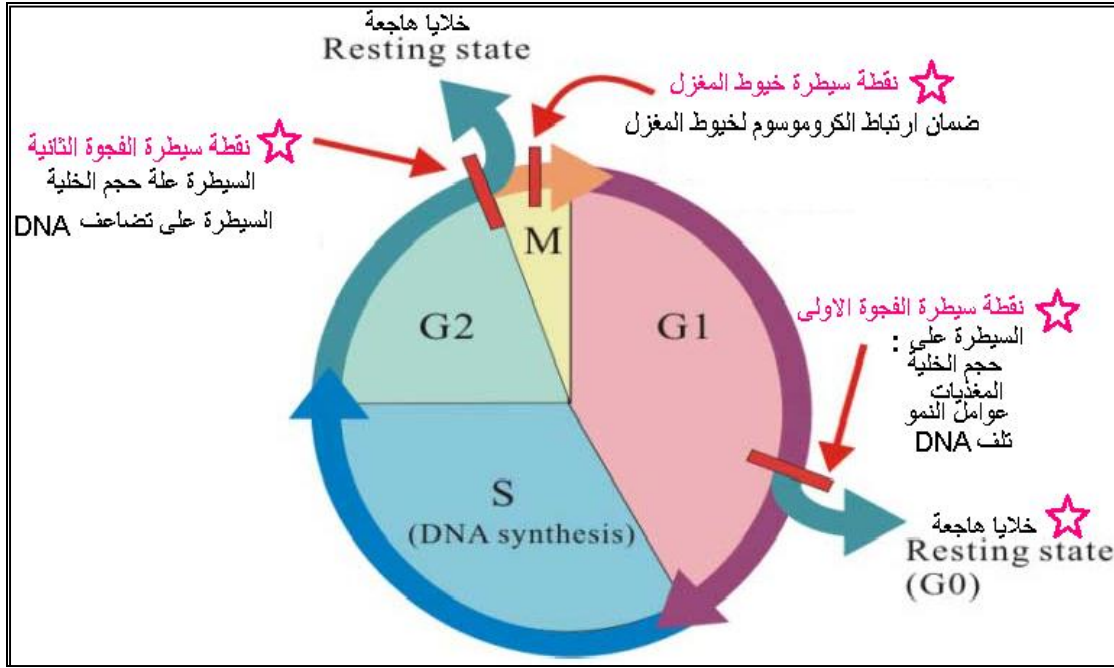 خلايا هاجعة
Resting state
نقطة سيطرة خيوط المغزل
ضمان ارتباط الكروموسوم لخيوط المغزل
نقطة سيطرة الفجوة الثانية
السيطرة علة حجم الخلية
السيطرة على تضاعف DNA
M
G2
G1
نقطة سيطرة الفجوة الاولى
السيطرة على :
حجم الخلية
المغذيات
عوامل النمو
تلف DNA
S
(DNA synthesis)
خلايا هاجعة
Resting state
(G0)